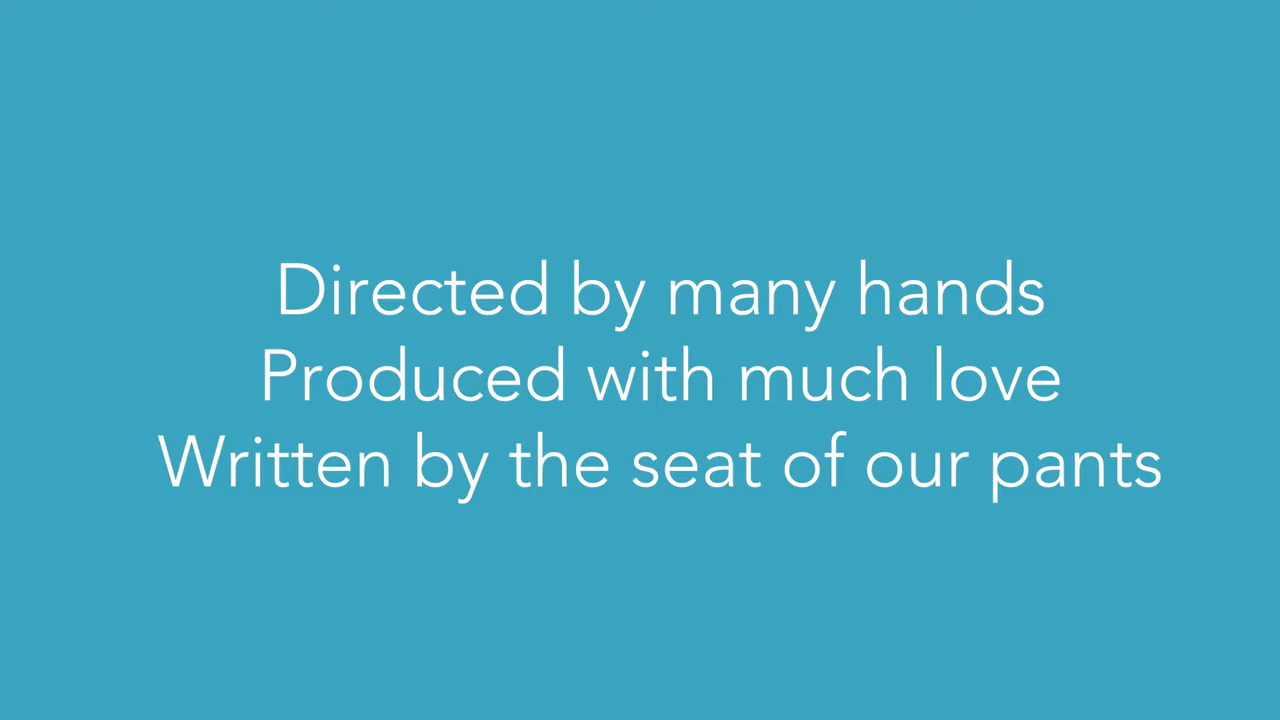 Directed by many hands
Produced with much love
Written by the seat of our pants